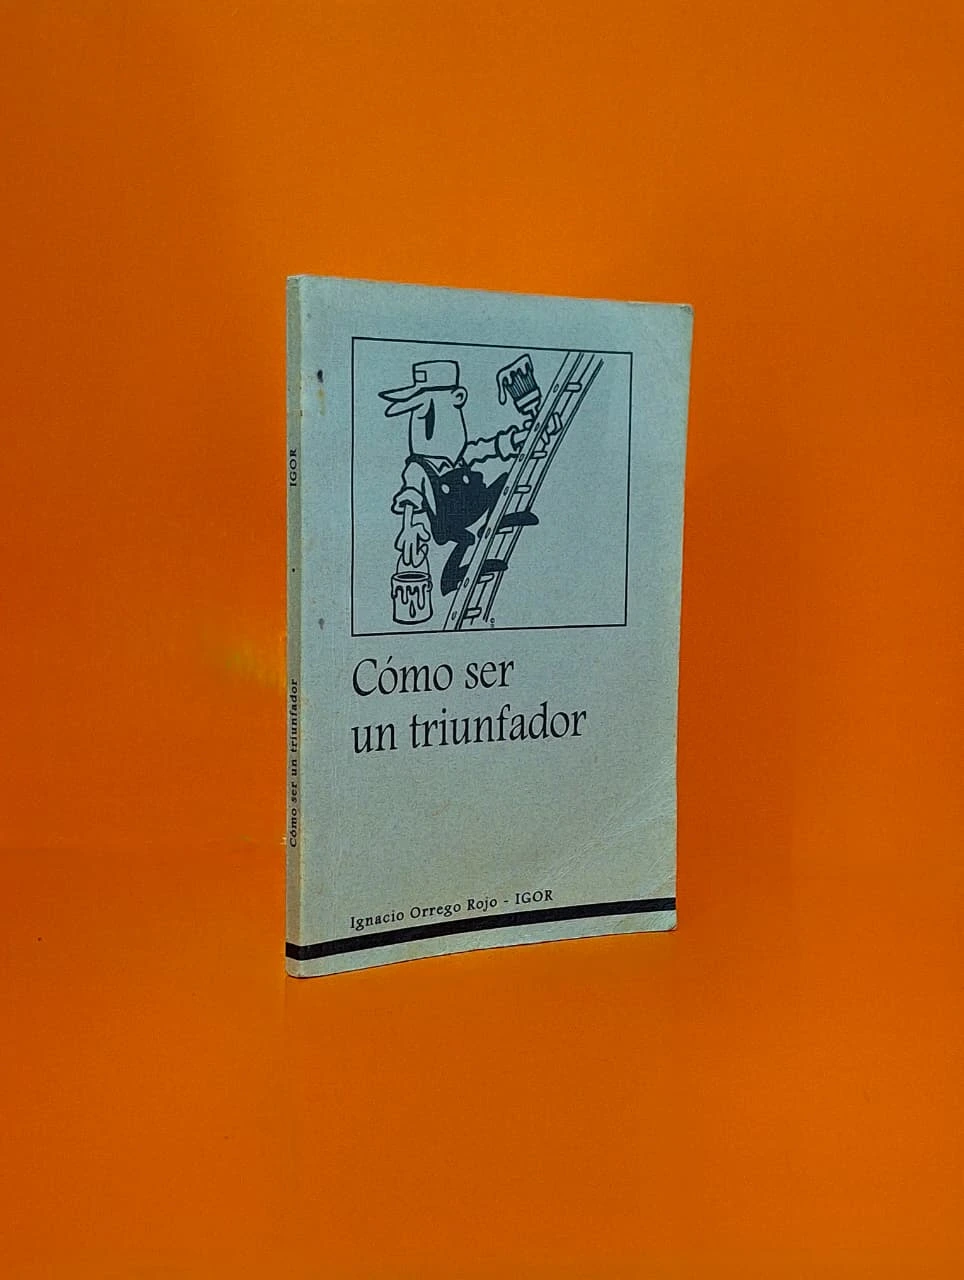 Cómo ser
un triunfador
Ignacio Orrego Rojo - IGOR
Cómo ser un triunfador . IGOR